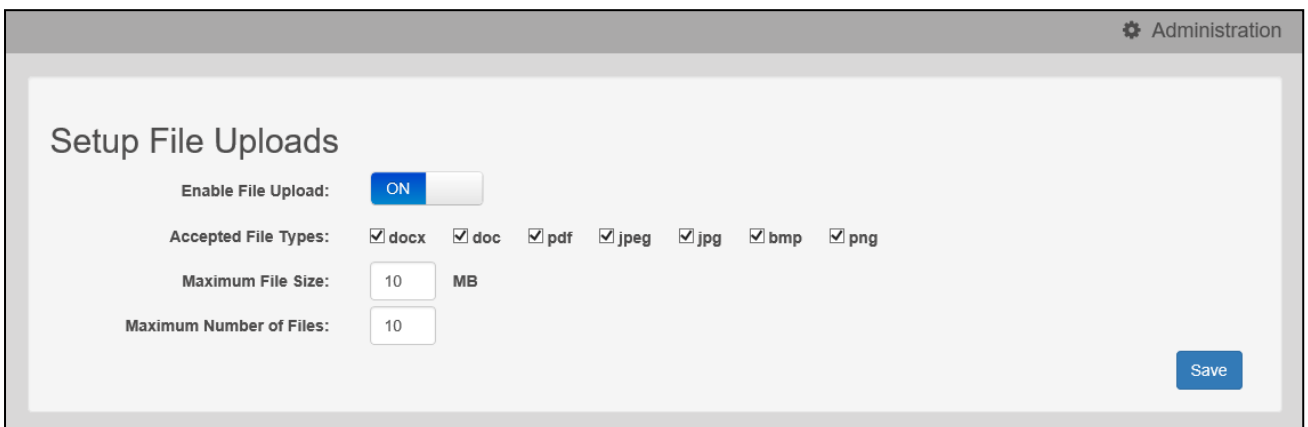 Administration
Setup File Uploads
Enable File Upload: ON
Accepted File Types: docx doc pdf jpeg jpg bmp png
Maximum File Size: 10 MB
Maximum Number of Files: 10
Save